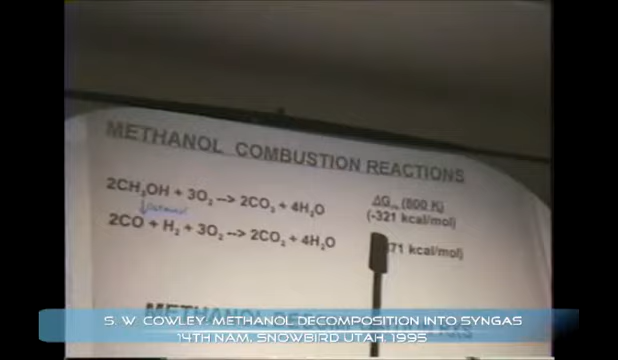 METHANOL COMBUSTION REACTIONS
2CH3OH + 3O2 --> 2CO2 + 4H2O
ΔG (800 K)
(-321 kcal/mol)
2CO + H2 + 3O2 --> 2CO2 + 4H2O
71 kcal/mol)
METHANOL
S. W. COWLEY: METHANOL DECOMPOSITION INTO SYNGAS
14TH NAM, SNOWBIRD UTAH, 1995